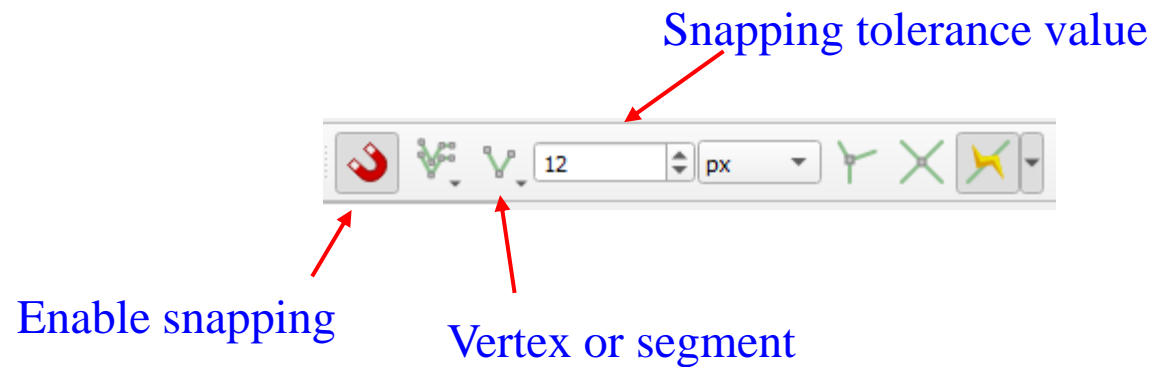 Snapping tolerance value
12 px
Enable snapping
Vertex or segment